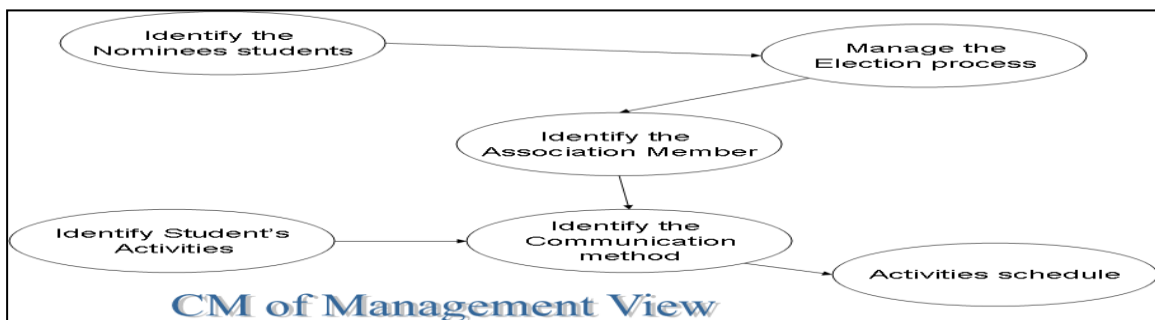 Identify the
Nominees students
Manage the
Election process
Identify the
Association Member
Identify Student's
Activities
Identify the
Communication
method
Activities schedule
CM of Management View